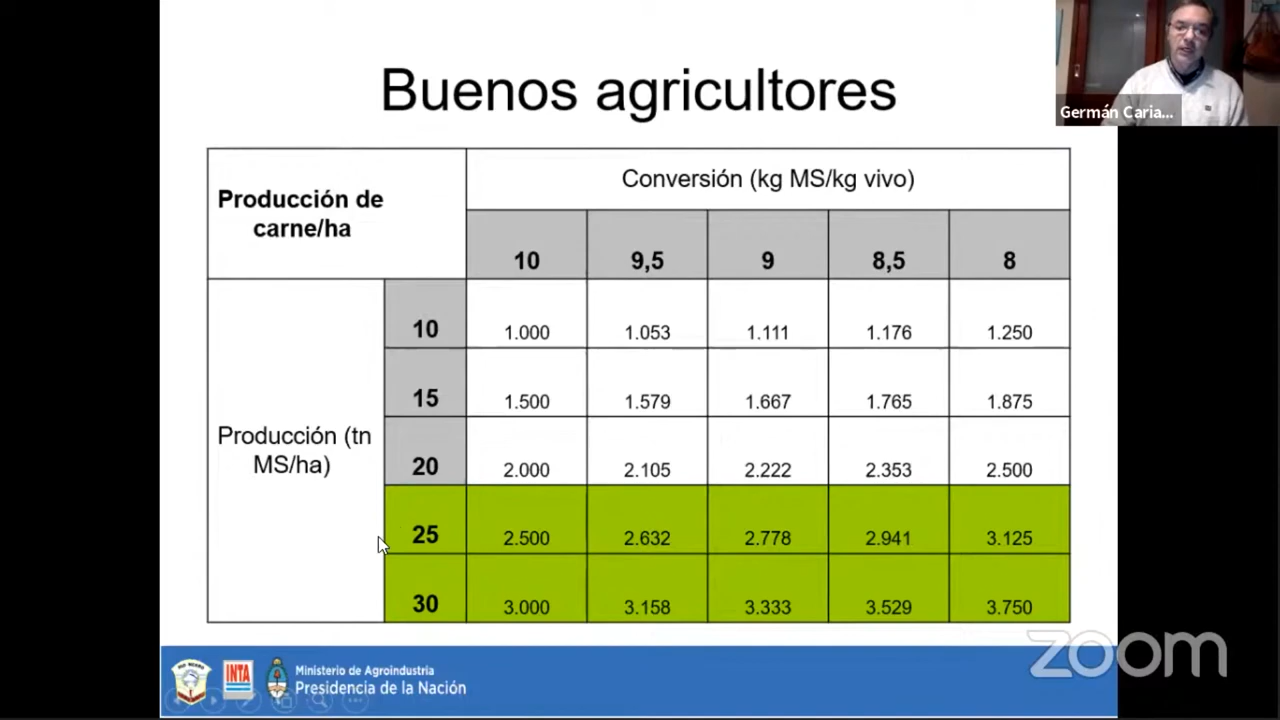 Buenos agricultores
Germán Caria...
Producción de
carne/ha
Conversión (kg MS/kg vivo)
10 9,5 9 8,5 8
Producción (tn
MS/ha)
10 1.000 1.053 1.111 1.176 1.250
15 1.500 1.579 1.667 1.765 1.875
20 2.000 2.105 2.222 2.353 2.500
25 2.500 2.632 2.778 2.941 3.125
30 3.000 3.158 3.333 3.529 3.750
zoom
INTA
Ministerio de Agroindustria
Presidencia de la Nación